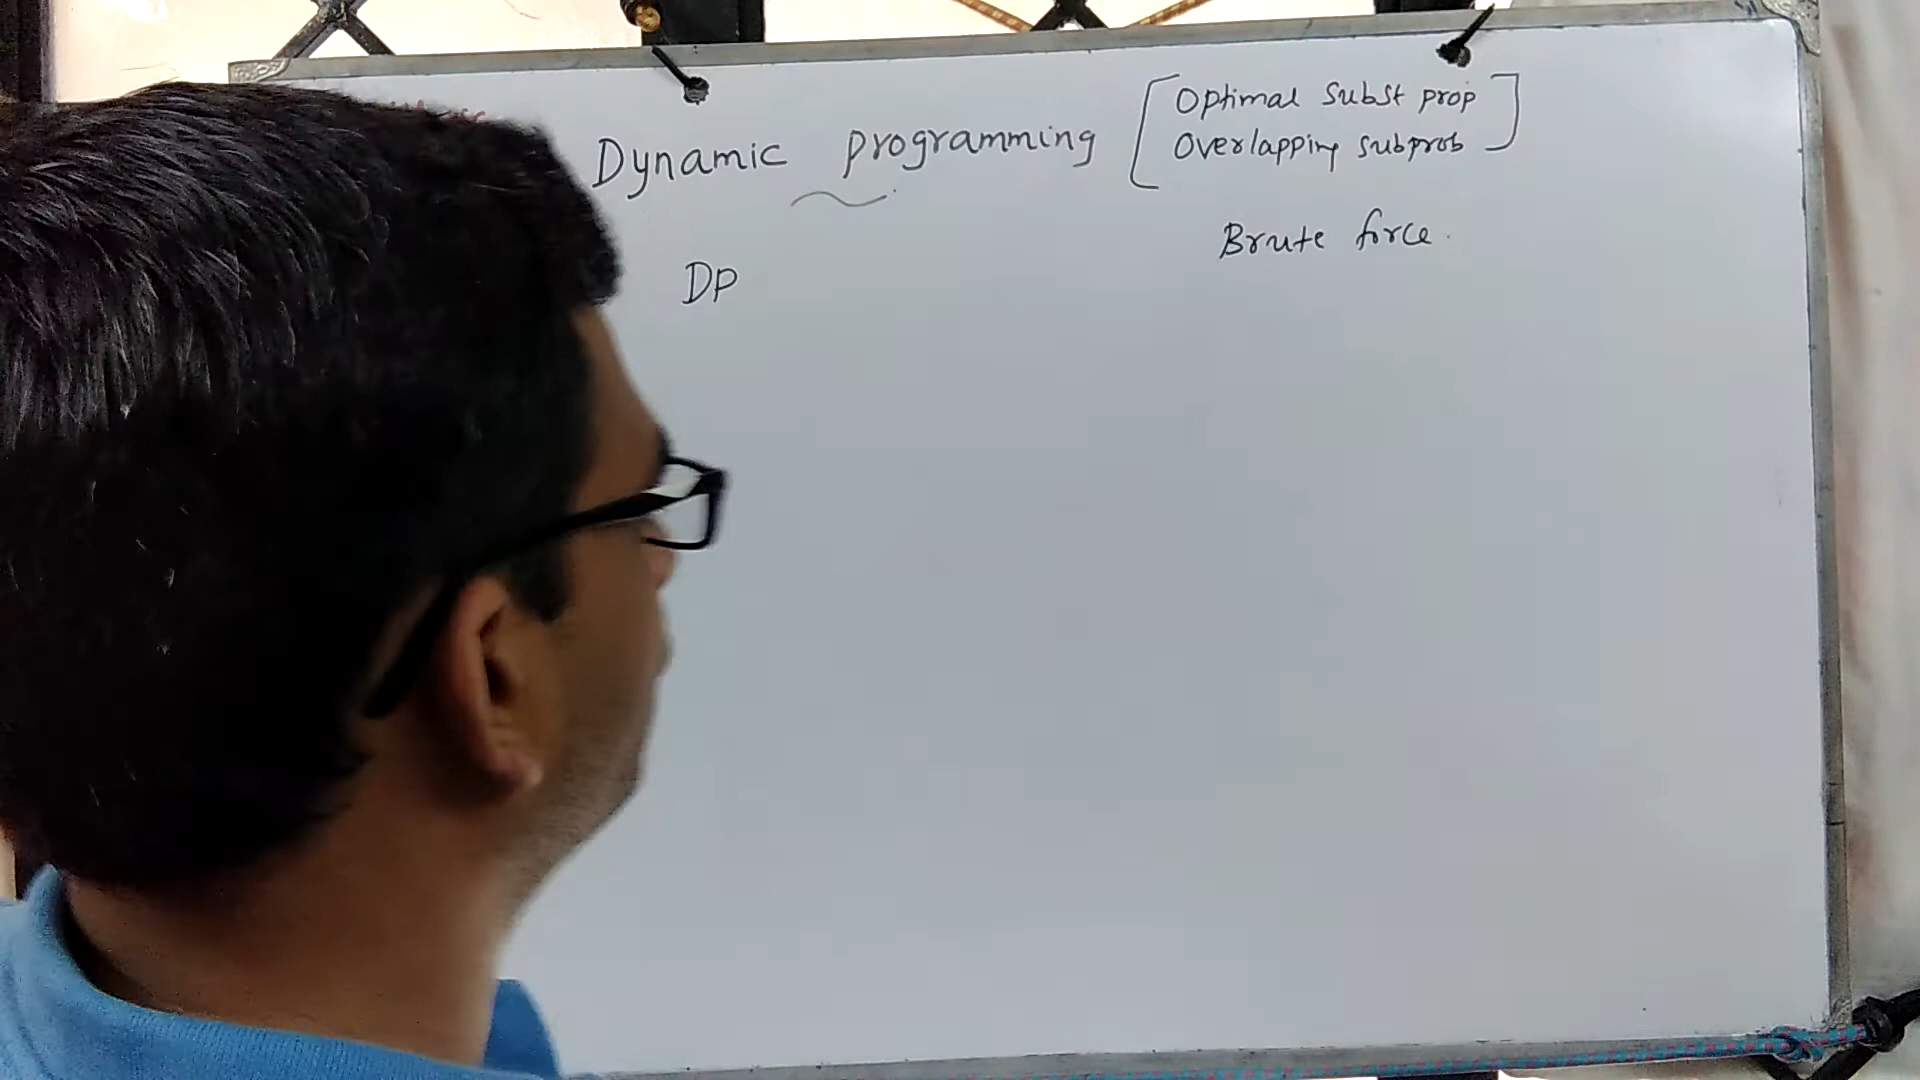 Dynamic programming
Optimal Subst prop
Overlapping subprob
Brute force.
DP